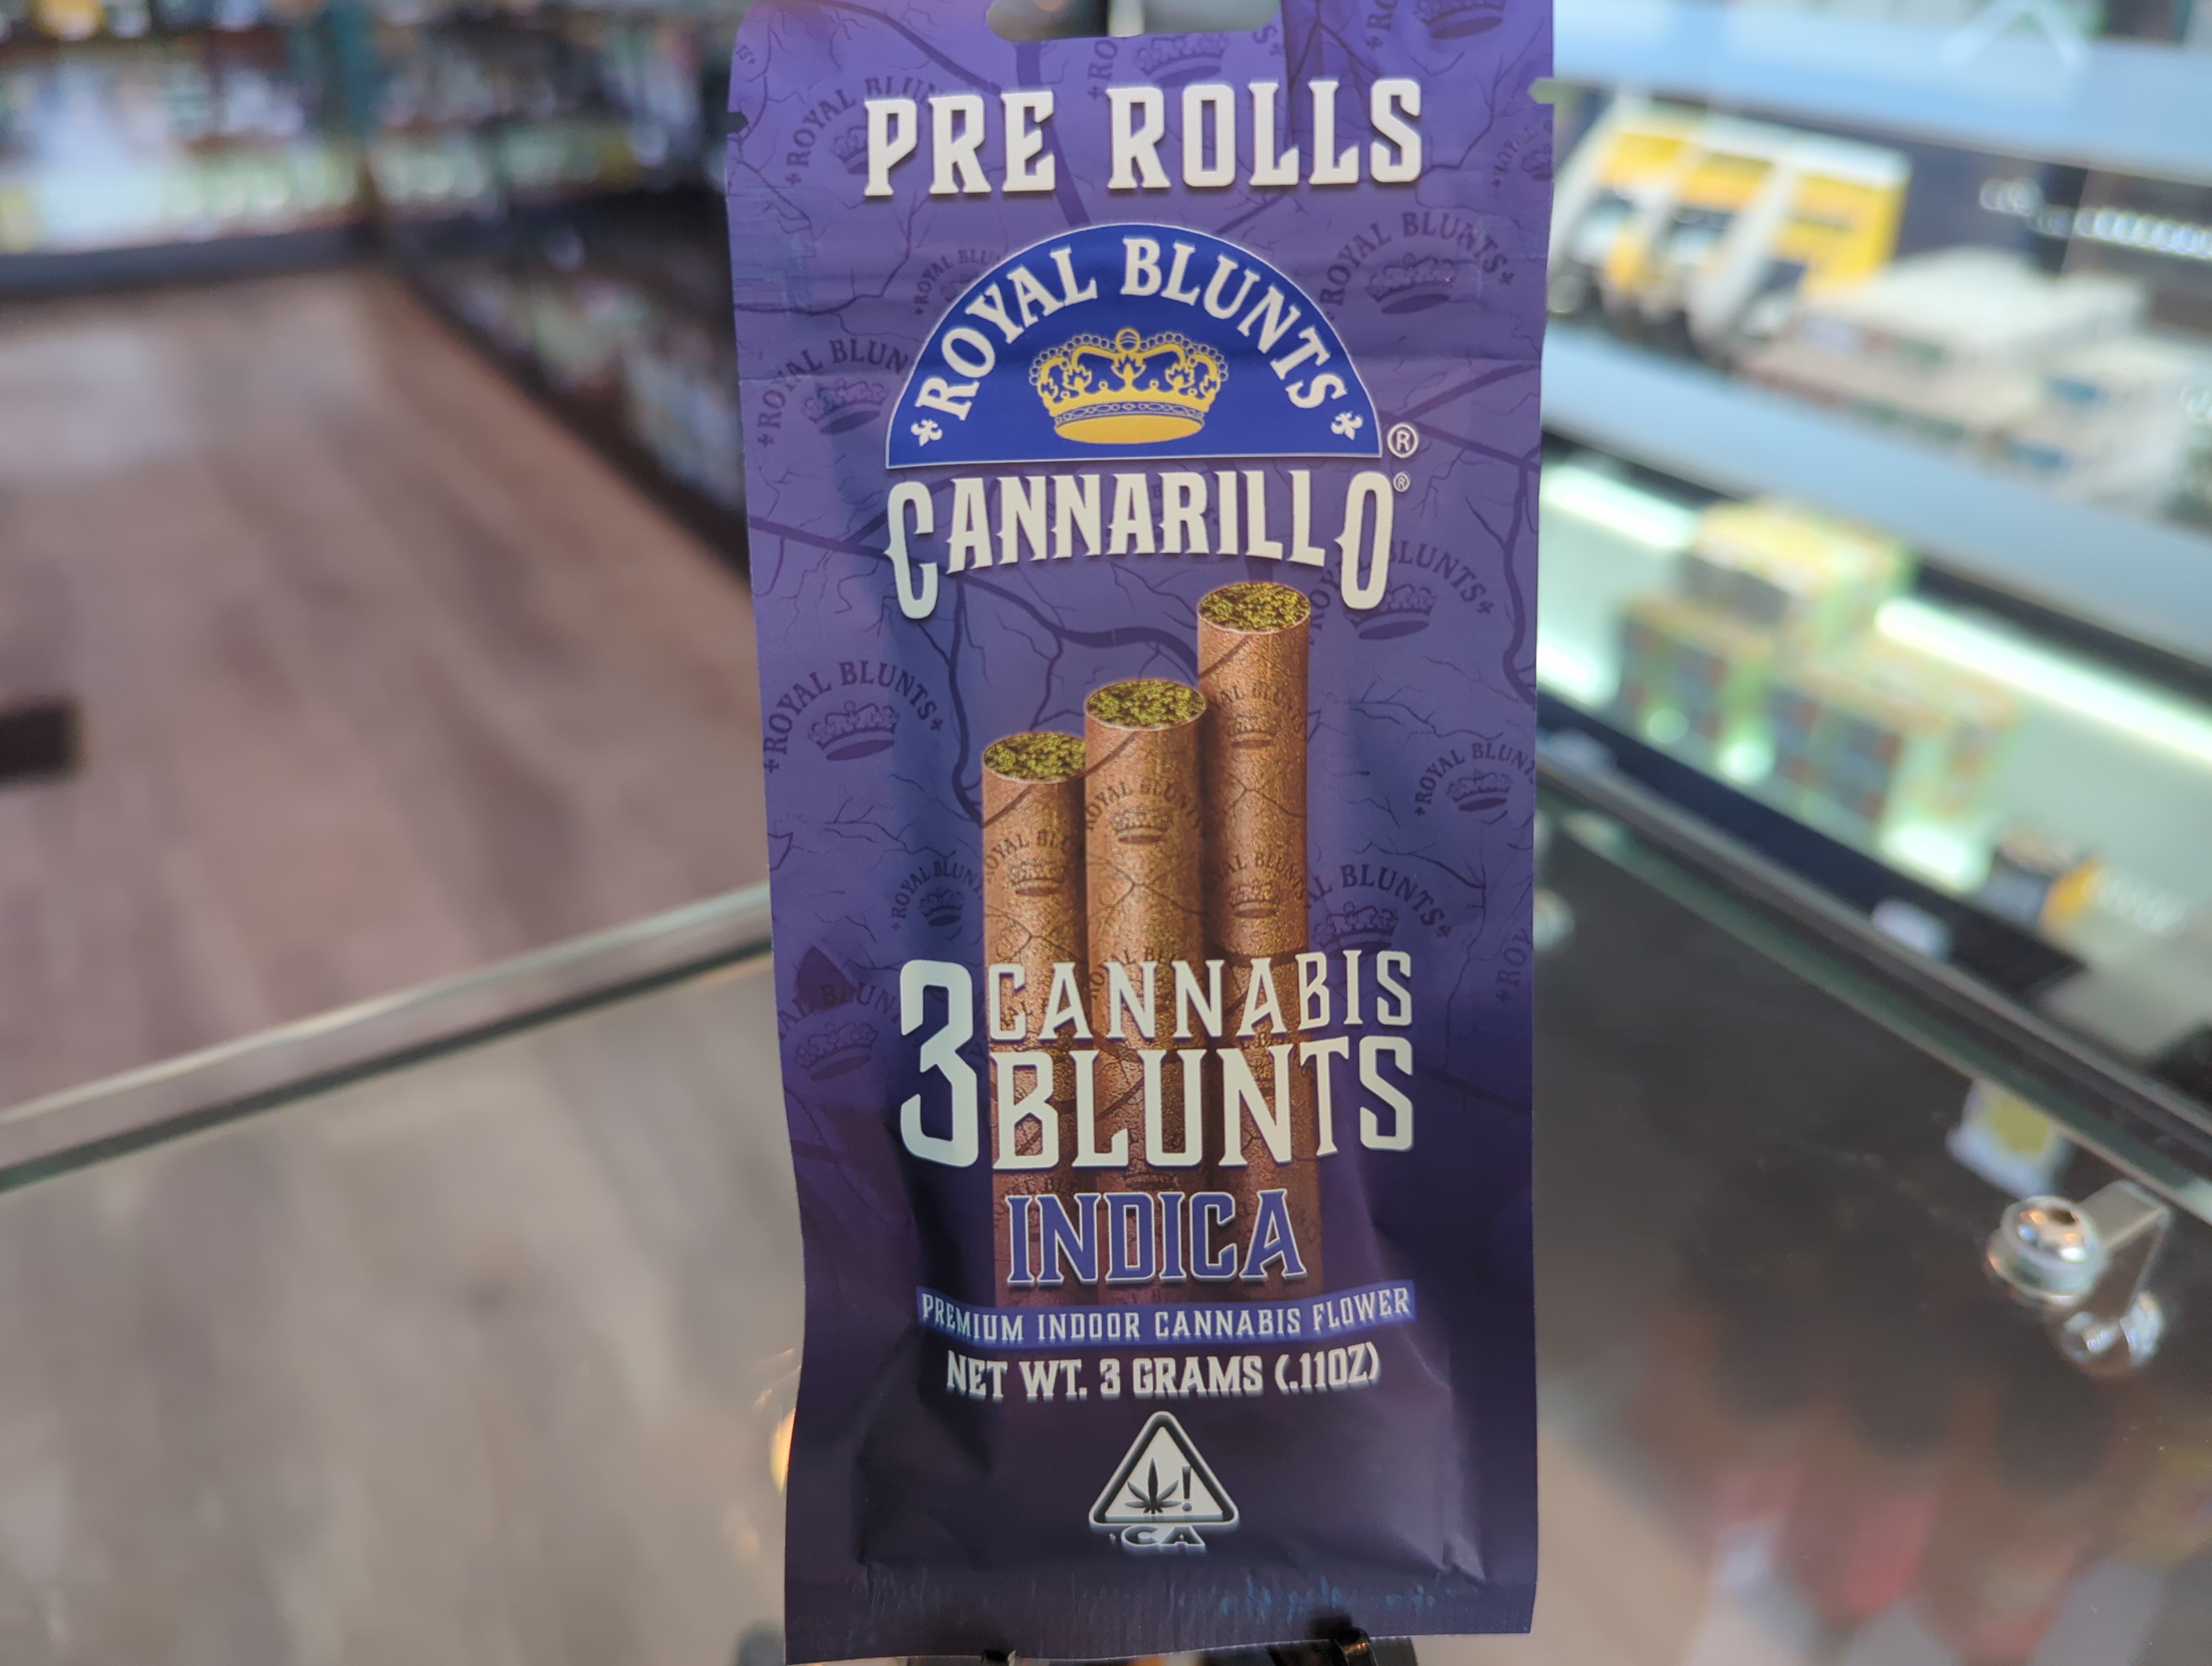 PRE ROLLS
ROYAL BLUNTS
®
CANNARILLO®
3 CANNABIS
BLUNTS
INDICA
PREMIUM INDOOR CANNABIS FLOWER
NET WT. 3 GRAMS (.11OZ)
!
CA